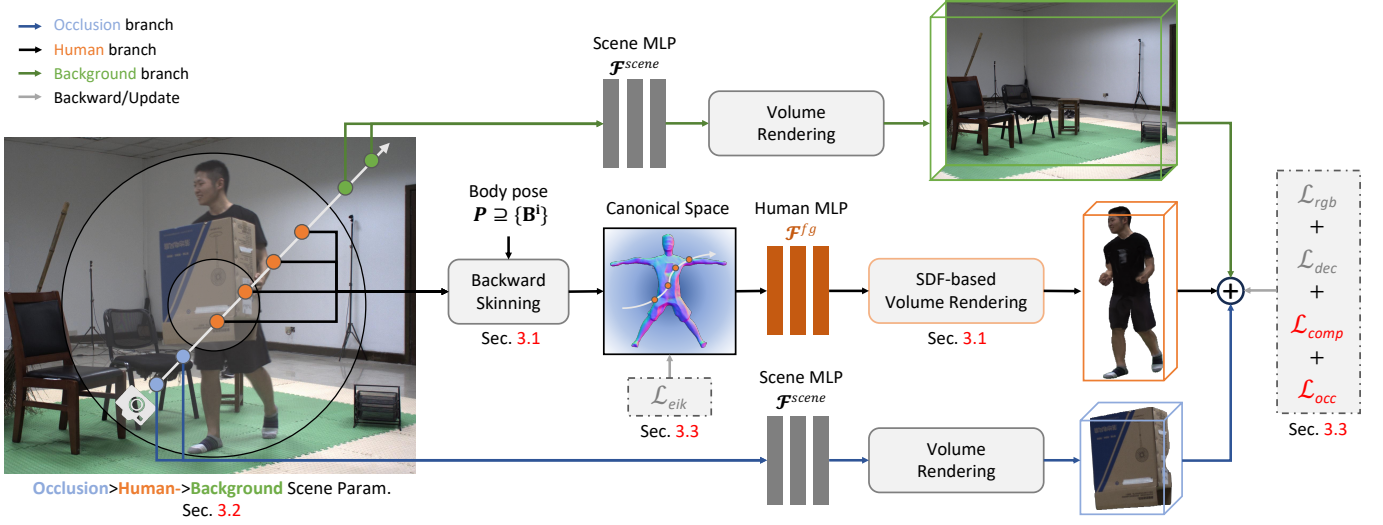 Occlusion branch
Human branch
Background branch
Backward/Update
Scene MLP
𝓕^scene
Volume
Rendering
Body pose
P ⊇ {B^i}
Backward
Skinning
Sec. 3.1
Canonical Space
Human MLP
𝓕^fg
SDF-based
Volume Rendering
Sec. 3.1
ℒ_eik
Sec. 3.3
Scene MLP
𝓕^scene
Volume
Rendering
+
ℒ_rgb
+
ℒ_dec
+
ℒ_comp
+
ℒ_occ
Sec. 3.3
Occlusion>Human->Background Scene Param.
Sec. 3.2